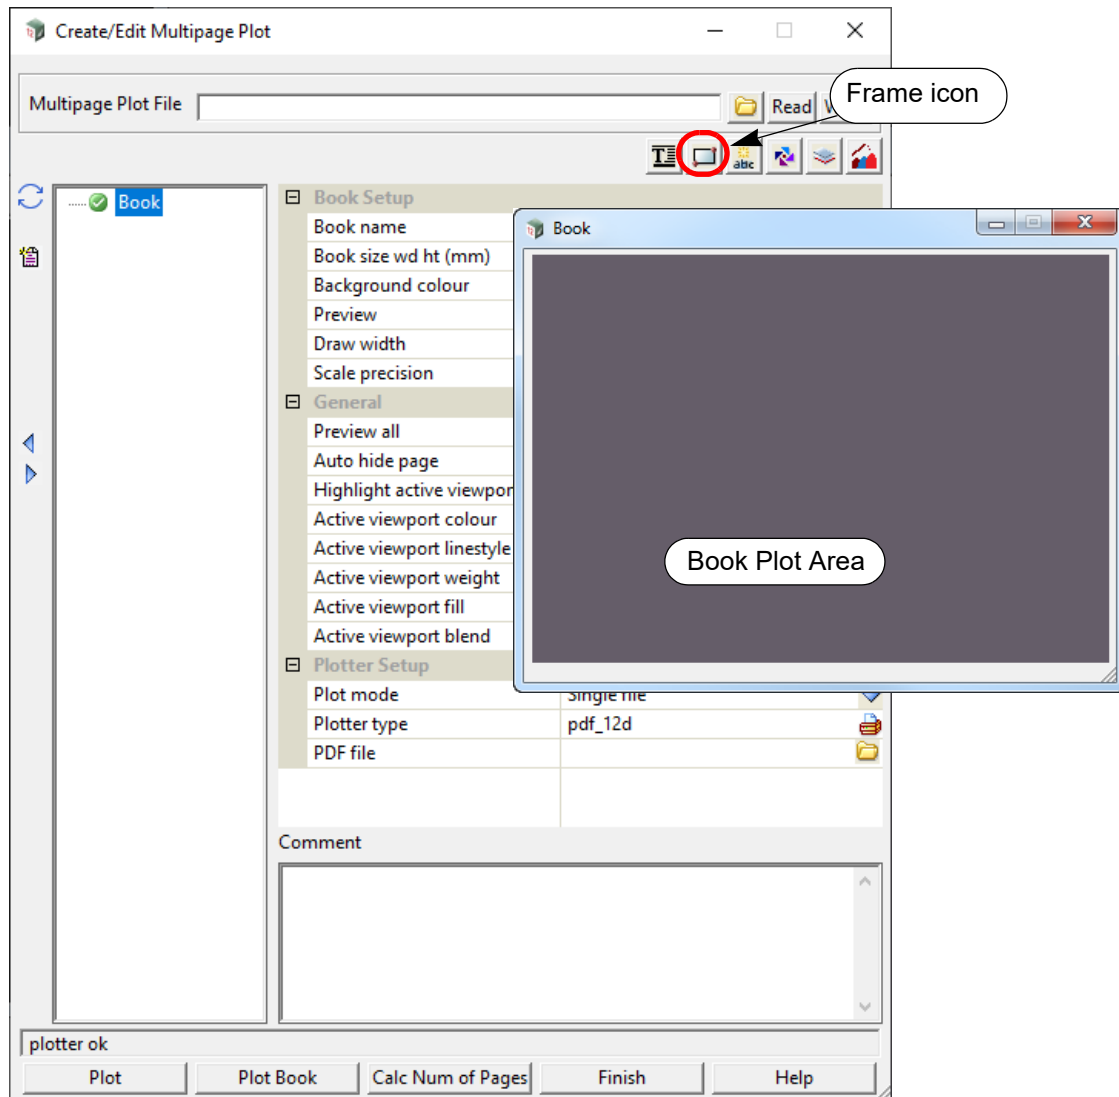 Create/Edit Multipage Plot
Multipage Plot File
Read
Frame icon
abc
Book
Book Setup
Book name
Book size wd ht (mm)
Background colour
Preview
Draw width
Scale precision
General
Preview all
Auto hide page
Highlight active viewpor
Active viewport colour
Active viewport linestyle
Active viewport weight
Active viewport fill
Active viewport blend
Plotter Setup
Plot mode Single file
Plotter type pdf_12d
PDF file
Book
Book Plot Area
Comment
plotter ok
Plot Plot Book Calc Num of Pages Finish Help